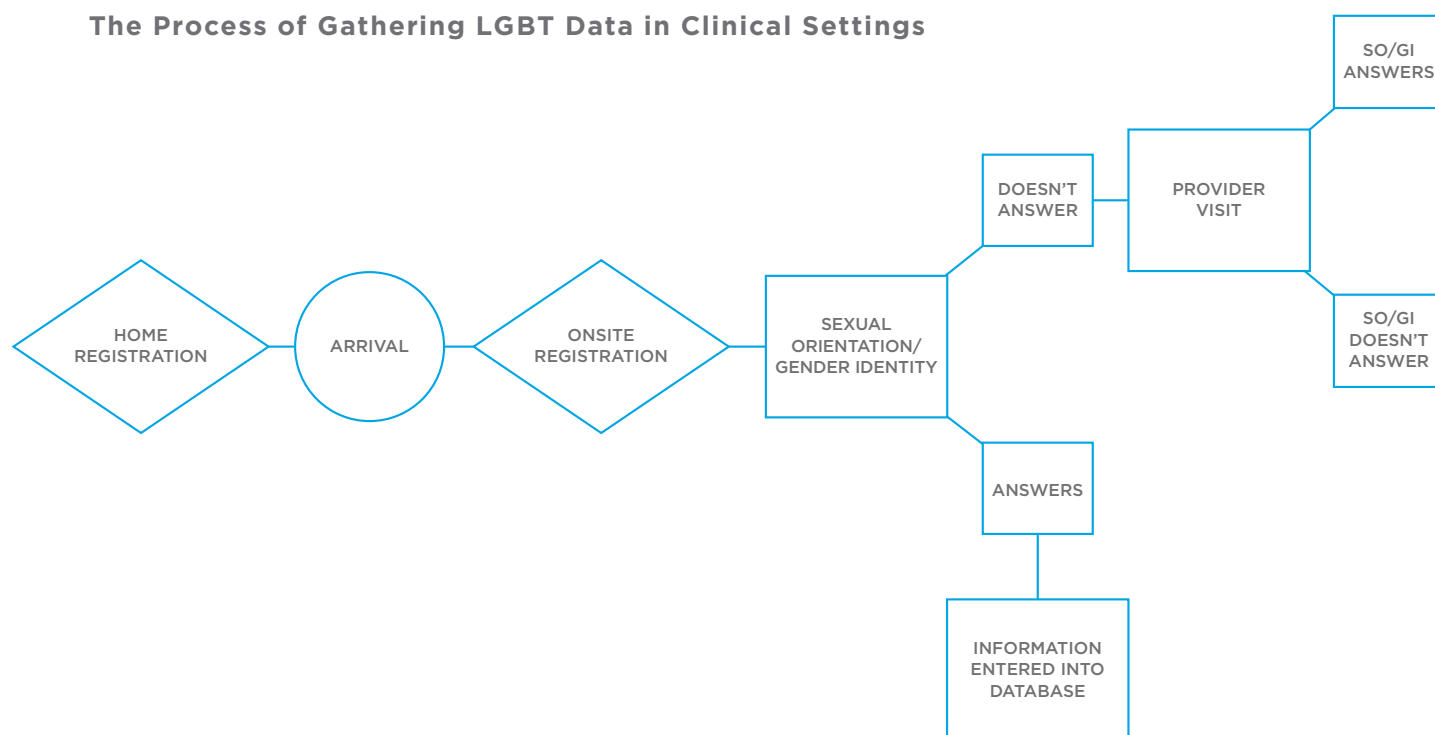 The Process of Gathering LGBT Data in Clinical Settings
SO/GI
ANSWERS
DOESN'T
ANSWER
PROVIDER
VISIT
HOME
REGISTRATION
ARRIVAL
ONSITE
REGISTRATION
SEXUAL
ORIENTATION/
GENDER IDENTITY
SO/GI
DOESN'T
ANSWER
ANSWERS
INFORMATION
ENTERED INTO
DATABASE